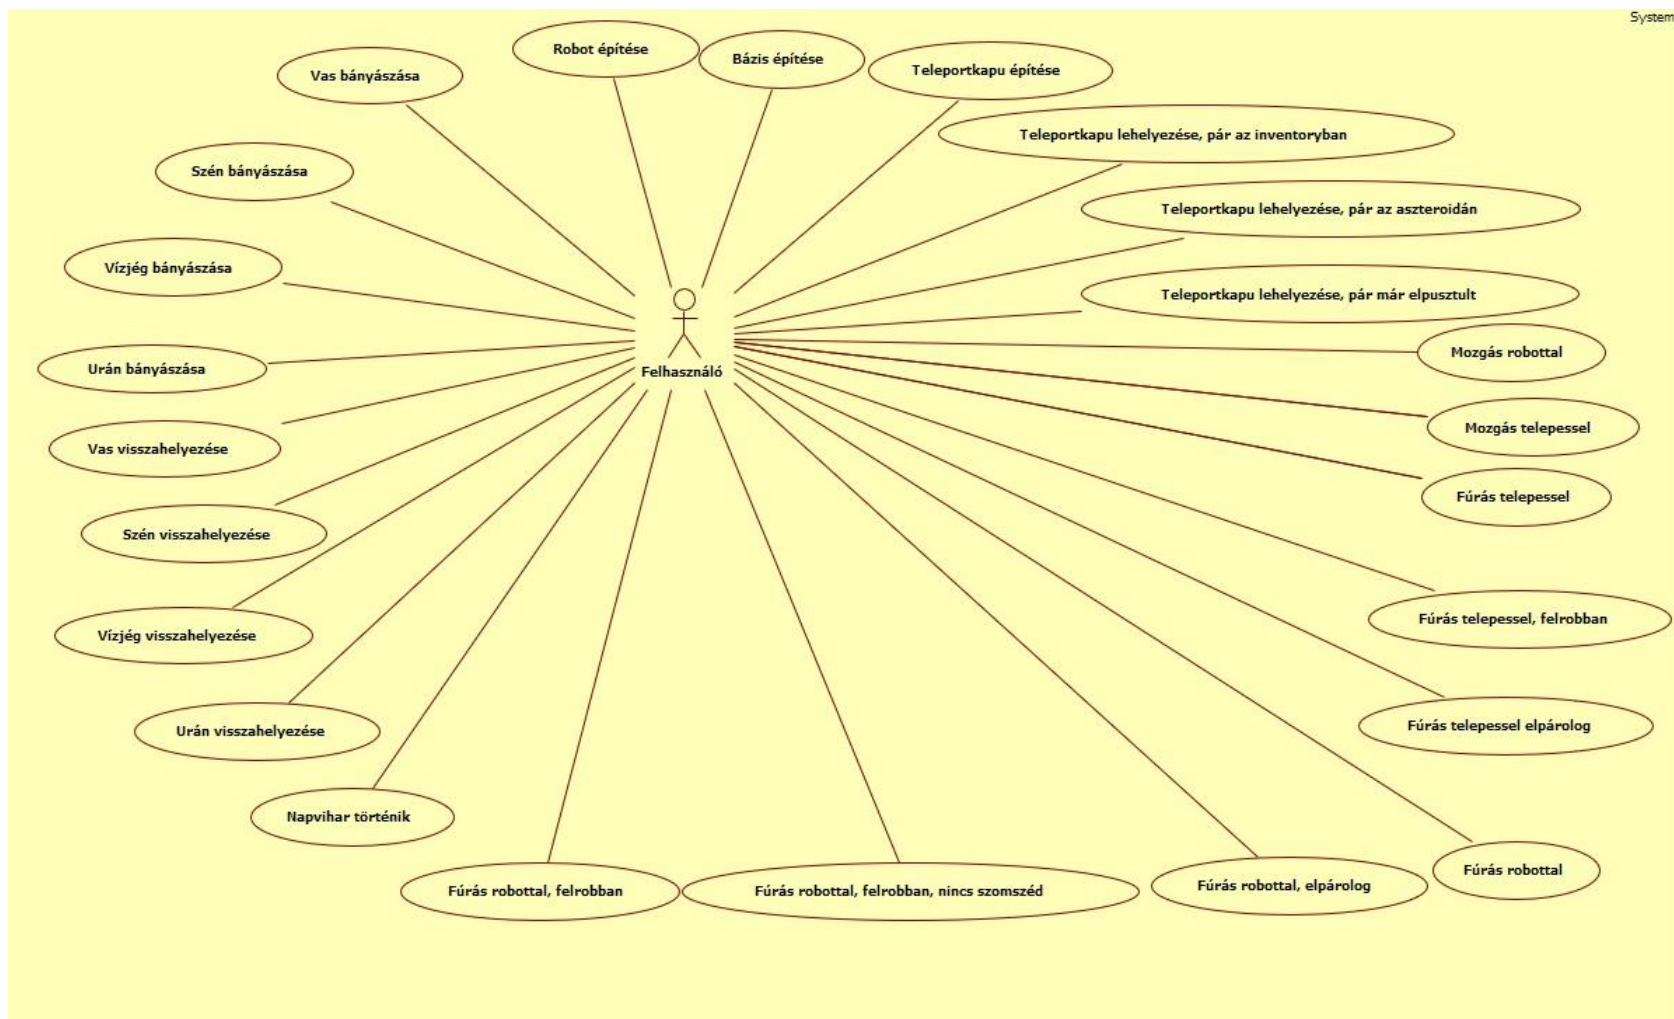 System
Robot építése
Bázis építése
Teleportkapu építése
Vas bányászása
Teleportkapu lehelyezése, pár az inventoryban
Szén bányászása
Teleportkapu lehelyezése, pár az aszteroidán
Vízjég bányászása
Teleportkapu lehelyezése, pár már elpusztult
Mozgás robottal
Urán bányászása
Felhasználó
Mozgás telepessel
Vas visszahelyezése
Fúrás telepessel
Szén visszahelyezése
Fúrás telepessel, felrobban
Vízjég visszahelyezése
Fúrás telepessel elpárolog
Urán visszahelyezése
Napvihar történik
Fúrás robottal
Fúrás robottal, elpárolog
Fúrás robottal, felrobban
Fúrás robottal, felrobban, nincs szomszéd